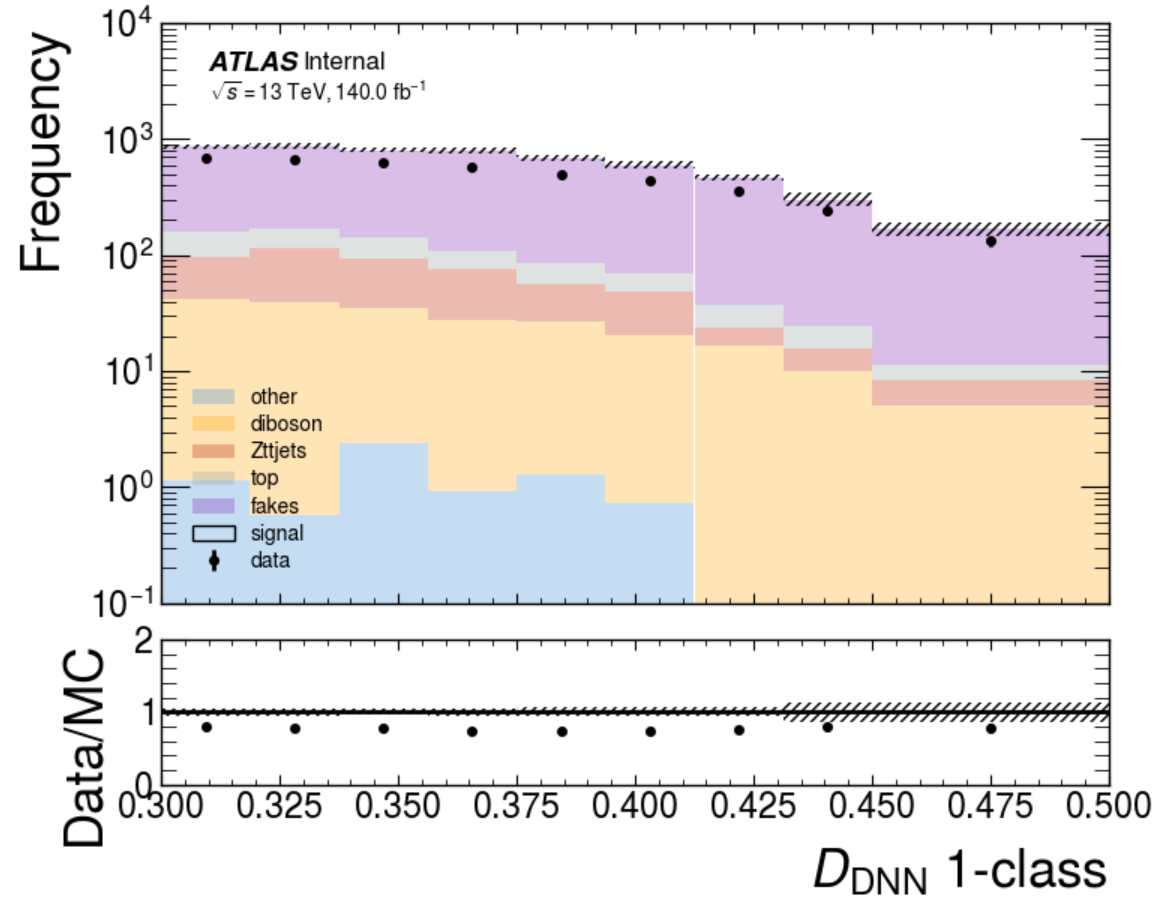 Frequency
10⁴
10³
10²
10¹
10⁰
10⁻¹
ATLAS Internal
√s = 13 TeV, 140.0 fb⁻¹
other
diboson
Zttjets
top
fakes
signal
data
Data/MC
2
1
0
0.300 0.325 0.350 0.375 0.400 0.425 0.450 0.475 0.500
D_DNN 1-class